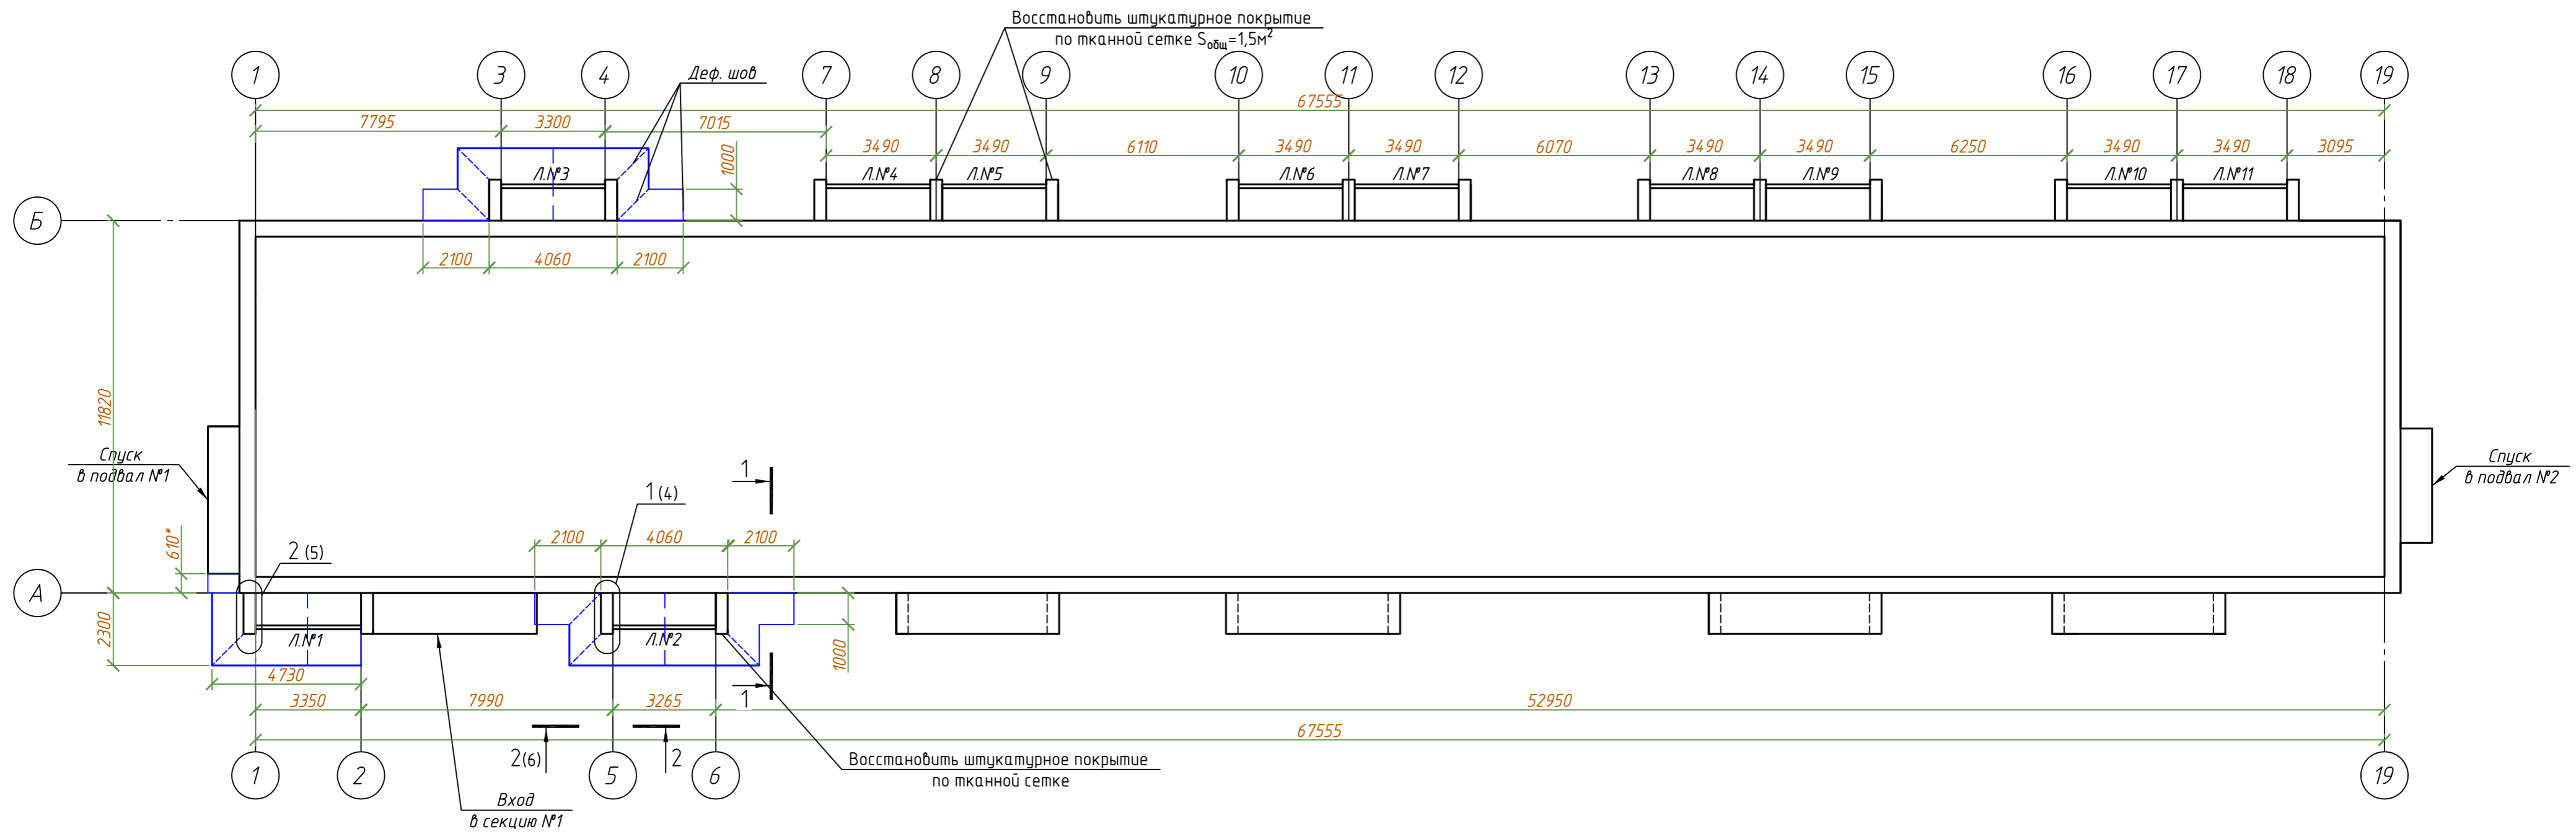 Восстановить штукатурное покрытие
по тканной сетке Sобщ=1,5м²
1 3 4 7 8 9 10 11 12 13 14 15 16 17 18 19
Деф. шов
67555
7795 3300 7015
3490 3490 6110 3490 3490 6070 3490 3490 6250 3490 3490 3095
1000
Л.№3 Л.№4 Л.№5 Л.№6 Л.№7 Л.№8 Л.№9 Л.№10 Л.№11
Б
2100 4060 2100
11820
Спуск
в подвал №1
Спуск
в подвал №2
1
1 (4)
610*
2 (5)
2100 4060 2100
А
2300
Л.№1 Л.№2
1000
4730
1
3350 7990 3265 52950
67555
2(6) 2
Восстановить штукатурное покрытие
по тканной сетке
1 2 5 6 19
Вход
в секцию №1